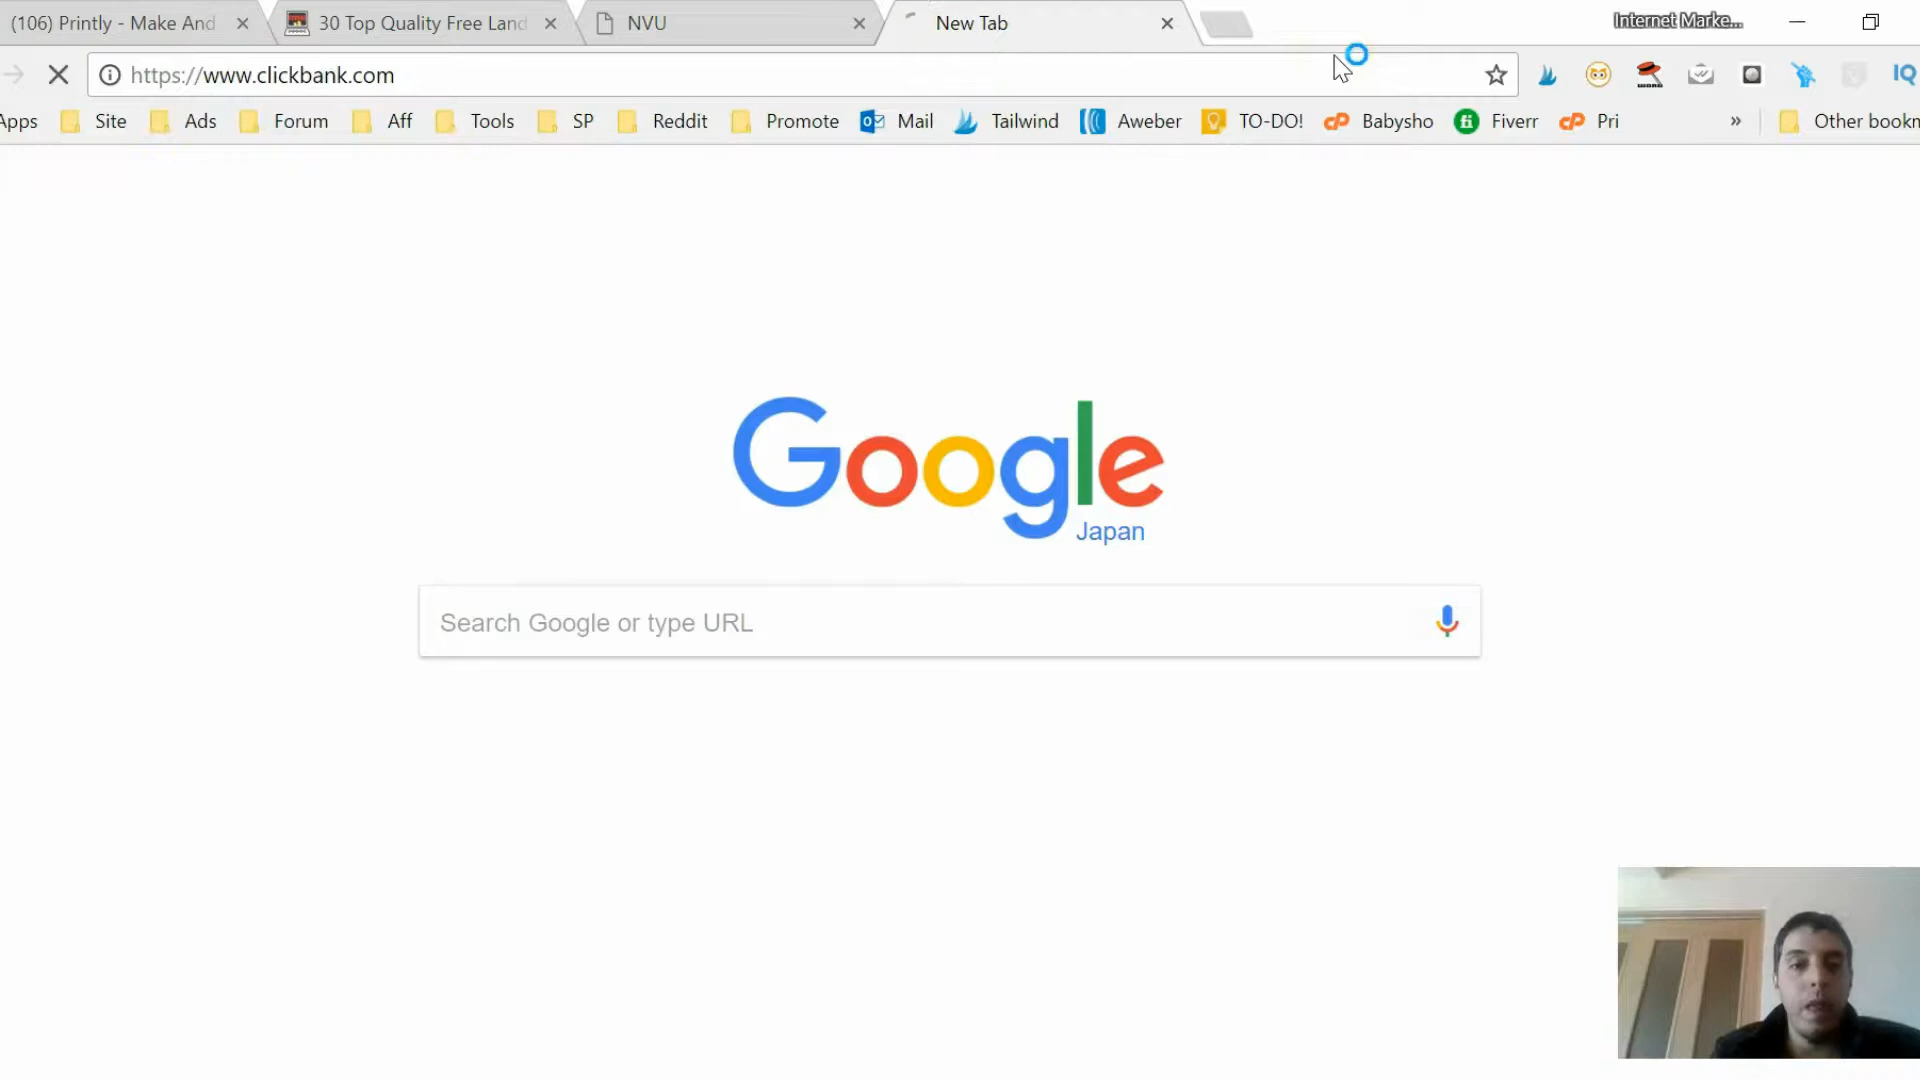 (106) Printly - Make And
30 Top Quality Free Land
NVU
New Tab
Internet Marke...
https://www.clickbank.com
Apps
Site
Ads
Forum
Aff
Tools
SP
Reddit
Promote
Mail
Tailwind
Aweber
TO-DO!
Babysho
Fiverr
Pri
»
Other bookm
Google
Japan
Search Google or type URL